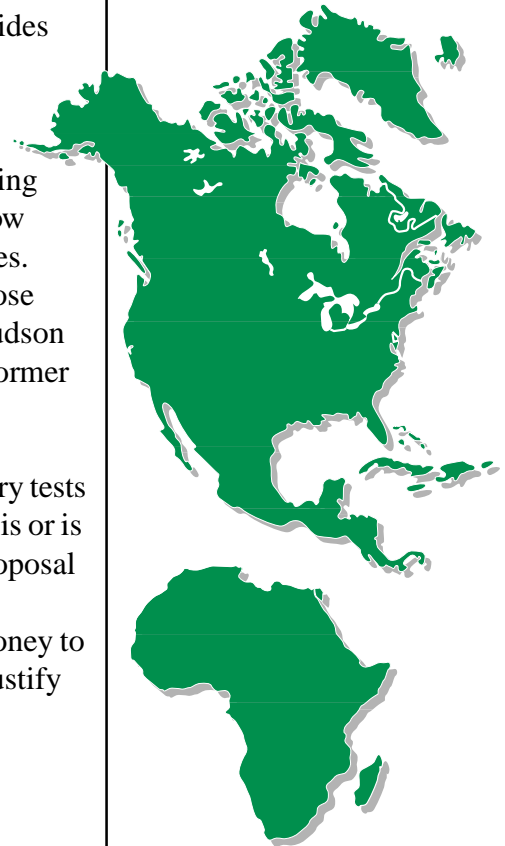 ides
ing
ow
es.
ose
udson
ormer
ry tests
is or is
oposal
oney to
ustify